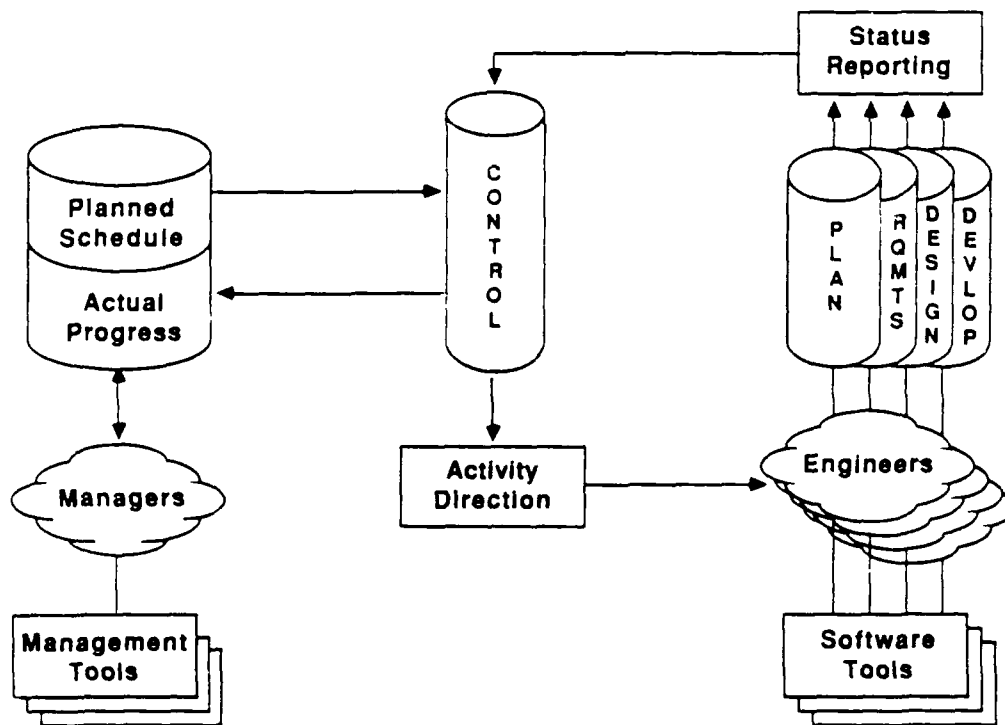 Status
Reporting
CONTROL
Planned
Schedule
Actual
Progress
PLAN
RQMTS
DESIGN
DEVLOP
Managers
Activity
Direction
Engineers
Management
Tools
Software
Tools